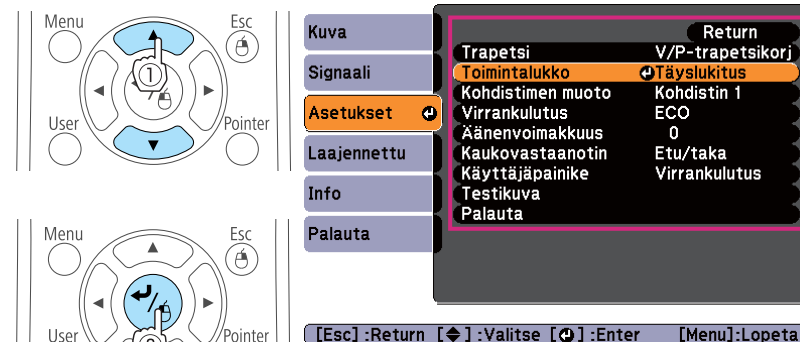 Menu
Esc
①
User
Pointer
Menu
Esc
User
Pointer
Kuva
Signaali
Asetukset
Laajennettu
Info
Palauta
Return
Trapetsi V/P-trapetsikorj
Toimintalukko Täyslukitus
Kohdistimen muoto Kohdistin 1
Virrankulutus ECO
Äänenvoimakkuus 0
Kaukovastaanotin Etu/taka
Käyttäjäpainike Virrankulutus
Testikuva
Palauta
[Esc] :Return [◆] :Valitse [⏎] :Enter [Menu]:Lopeta